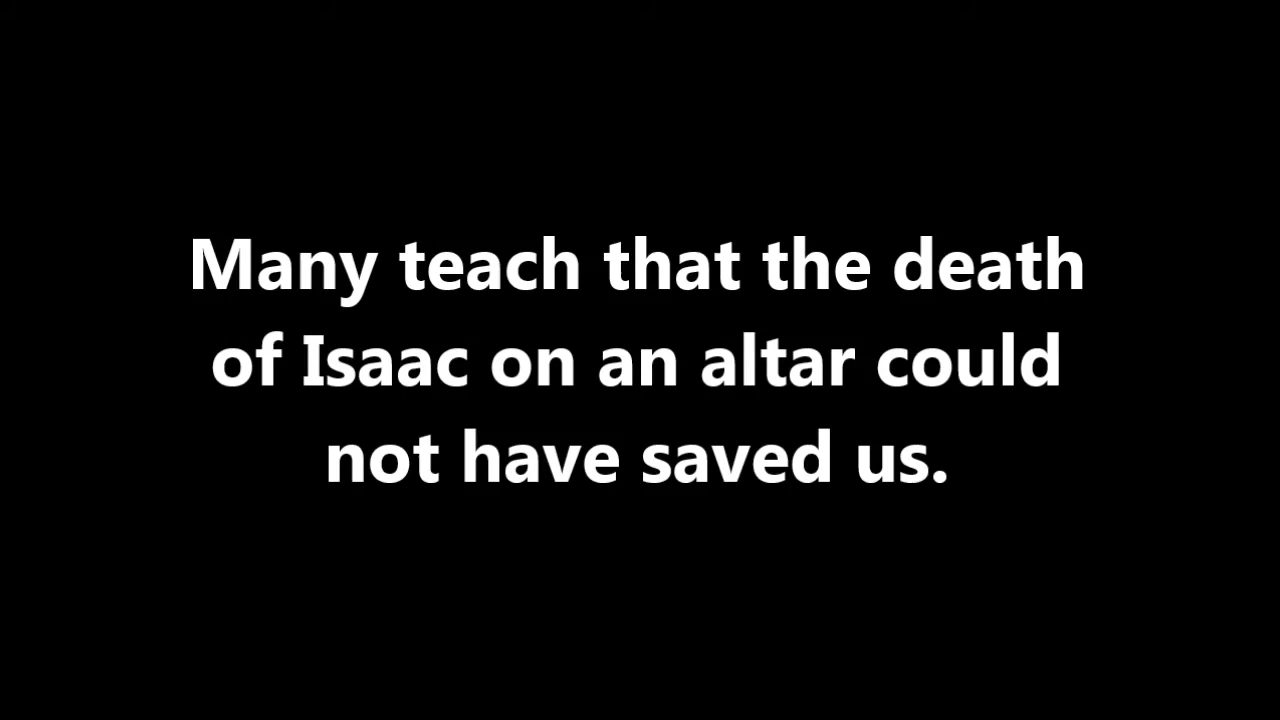 Many teach that the death
of Isaac on an altar could
not have saved us.